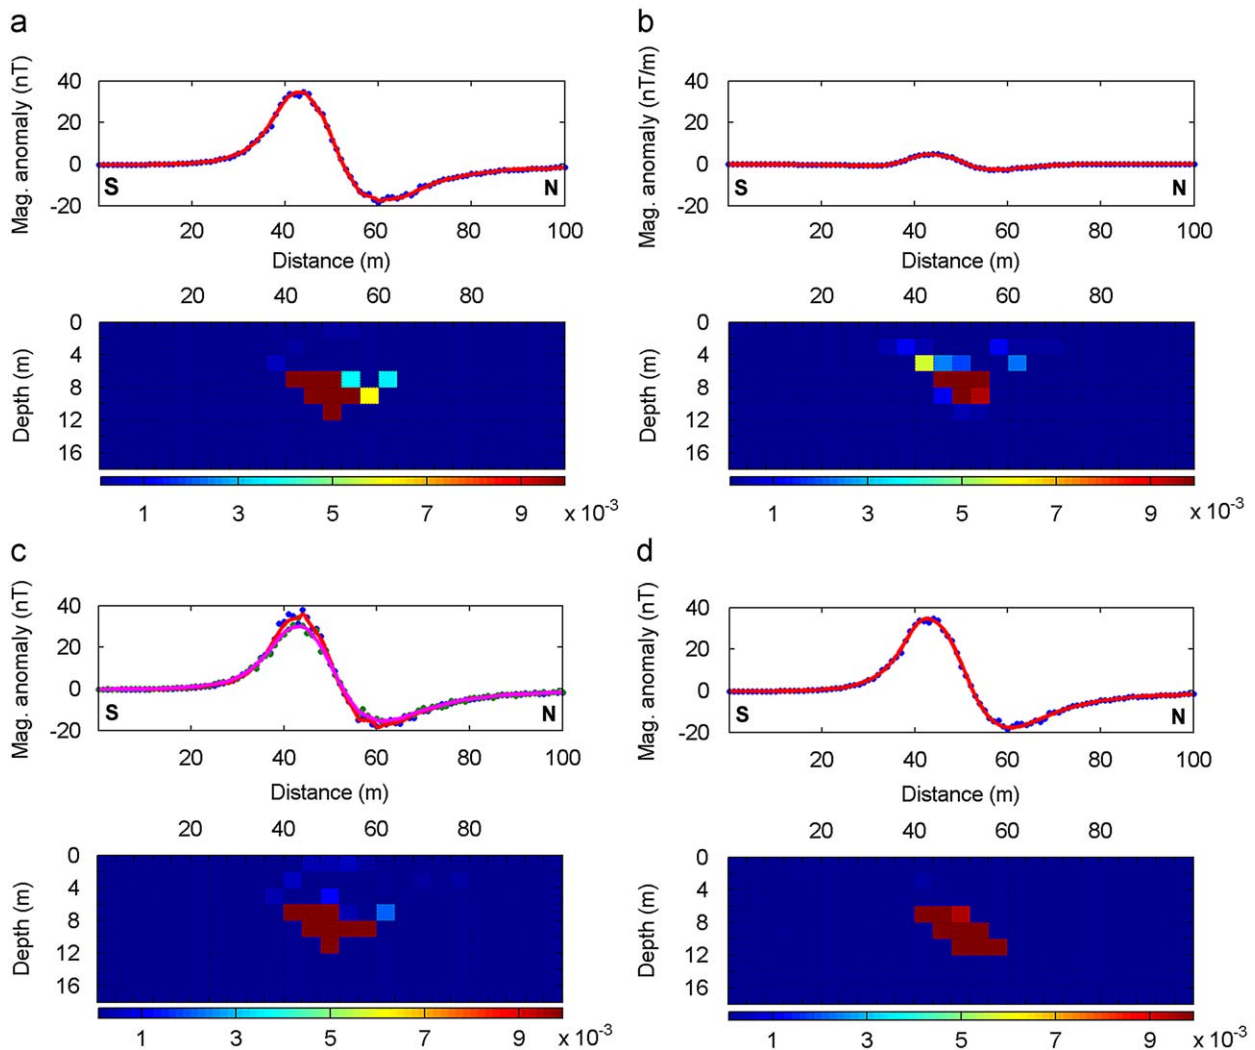 a
Mag. anomaly (nT)
40
20
0
-20
S
N
20 40 60 80 100
Distance (m)
20 40 60 80
Depth (m)
0
4
8
12
16
1 3 5 7 9 x 10-3
b
Mag. anomaly (nT/m)
40
20
0
-20
S
N
20 40 60 80 100
Distance (m)
20 40 60 80
Depth (m)
0
4
8
12
16
1 3 5 7 9 x 10-3
c
Mag. anomaly (nT)
40
20
0
-20
S
N
20 40 60 80 100
Distance (m)
20 40 60 80
Depth (m)
0
4
8
12
16
1 3 5 7 9 x 10-3
d
Mag. anomaly (nT)
40
20
0
-20
S
N
20 40 60 80 100
Distance (m)
20 40 60 80
Depth (m)
0
4
8
12
16
1 3 5 7 9 x 10-3